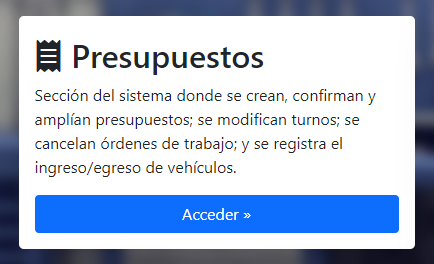 Presupuestos
Sección del sistema donde se crean, confirman y
amplían presupuestos; se modifican turnos; se
cancelan órdenes de trabajo; y se registra el
ingreso/egreso de vehículos.
Acceder »